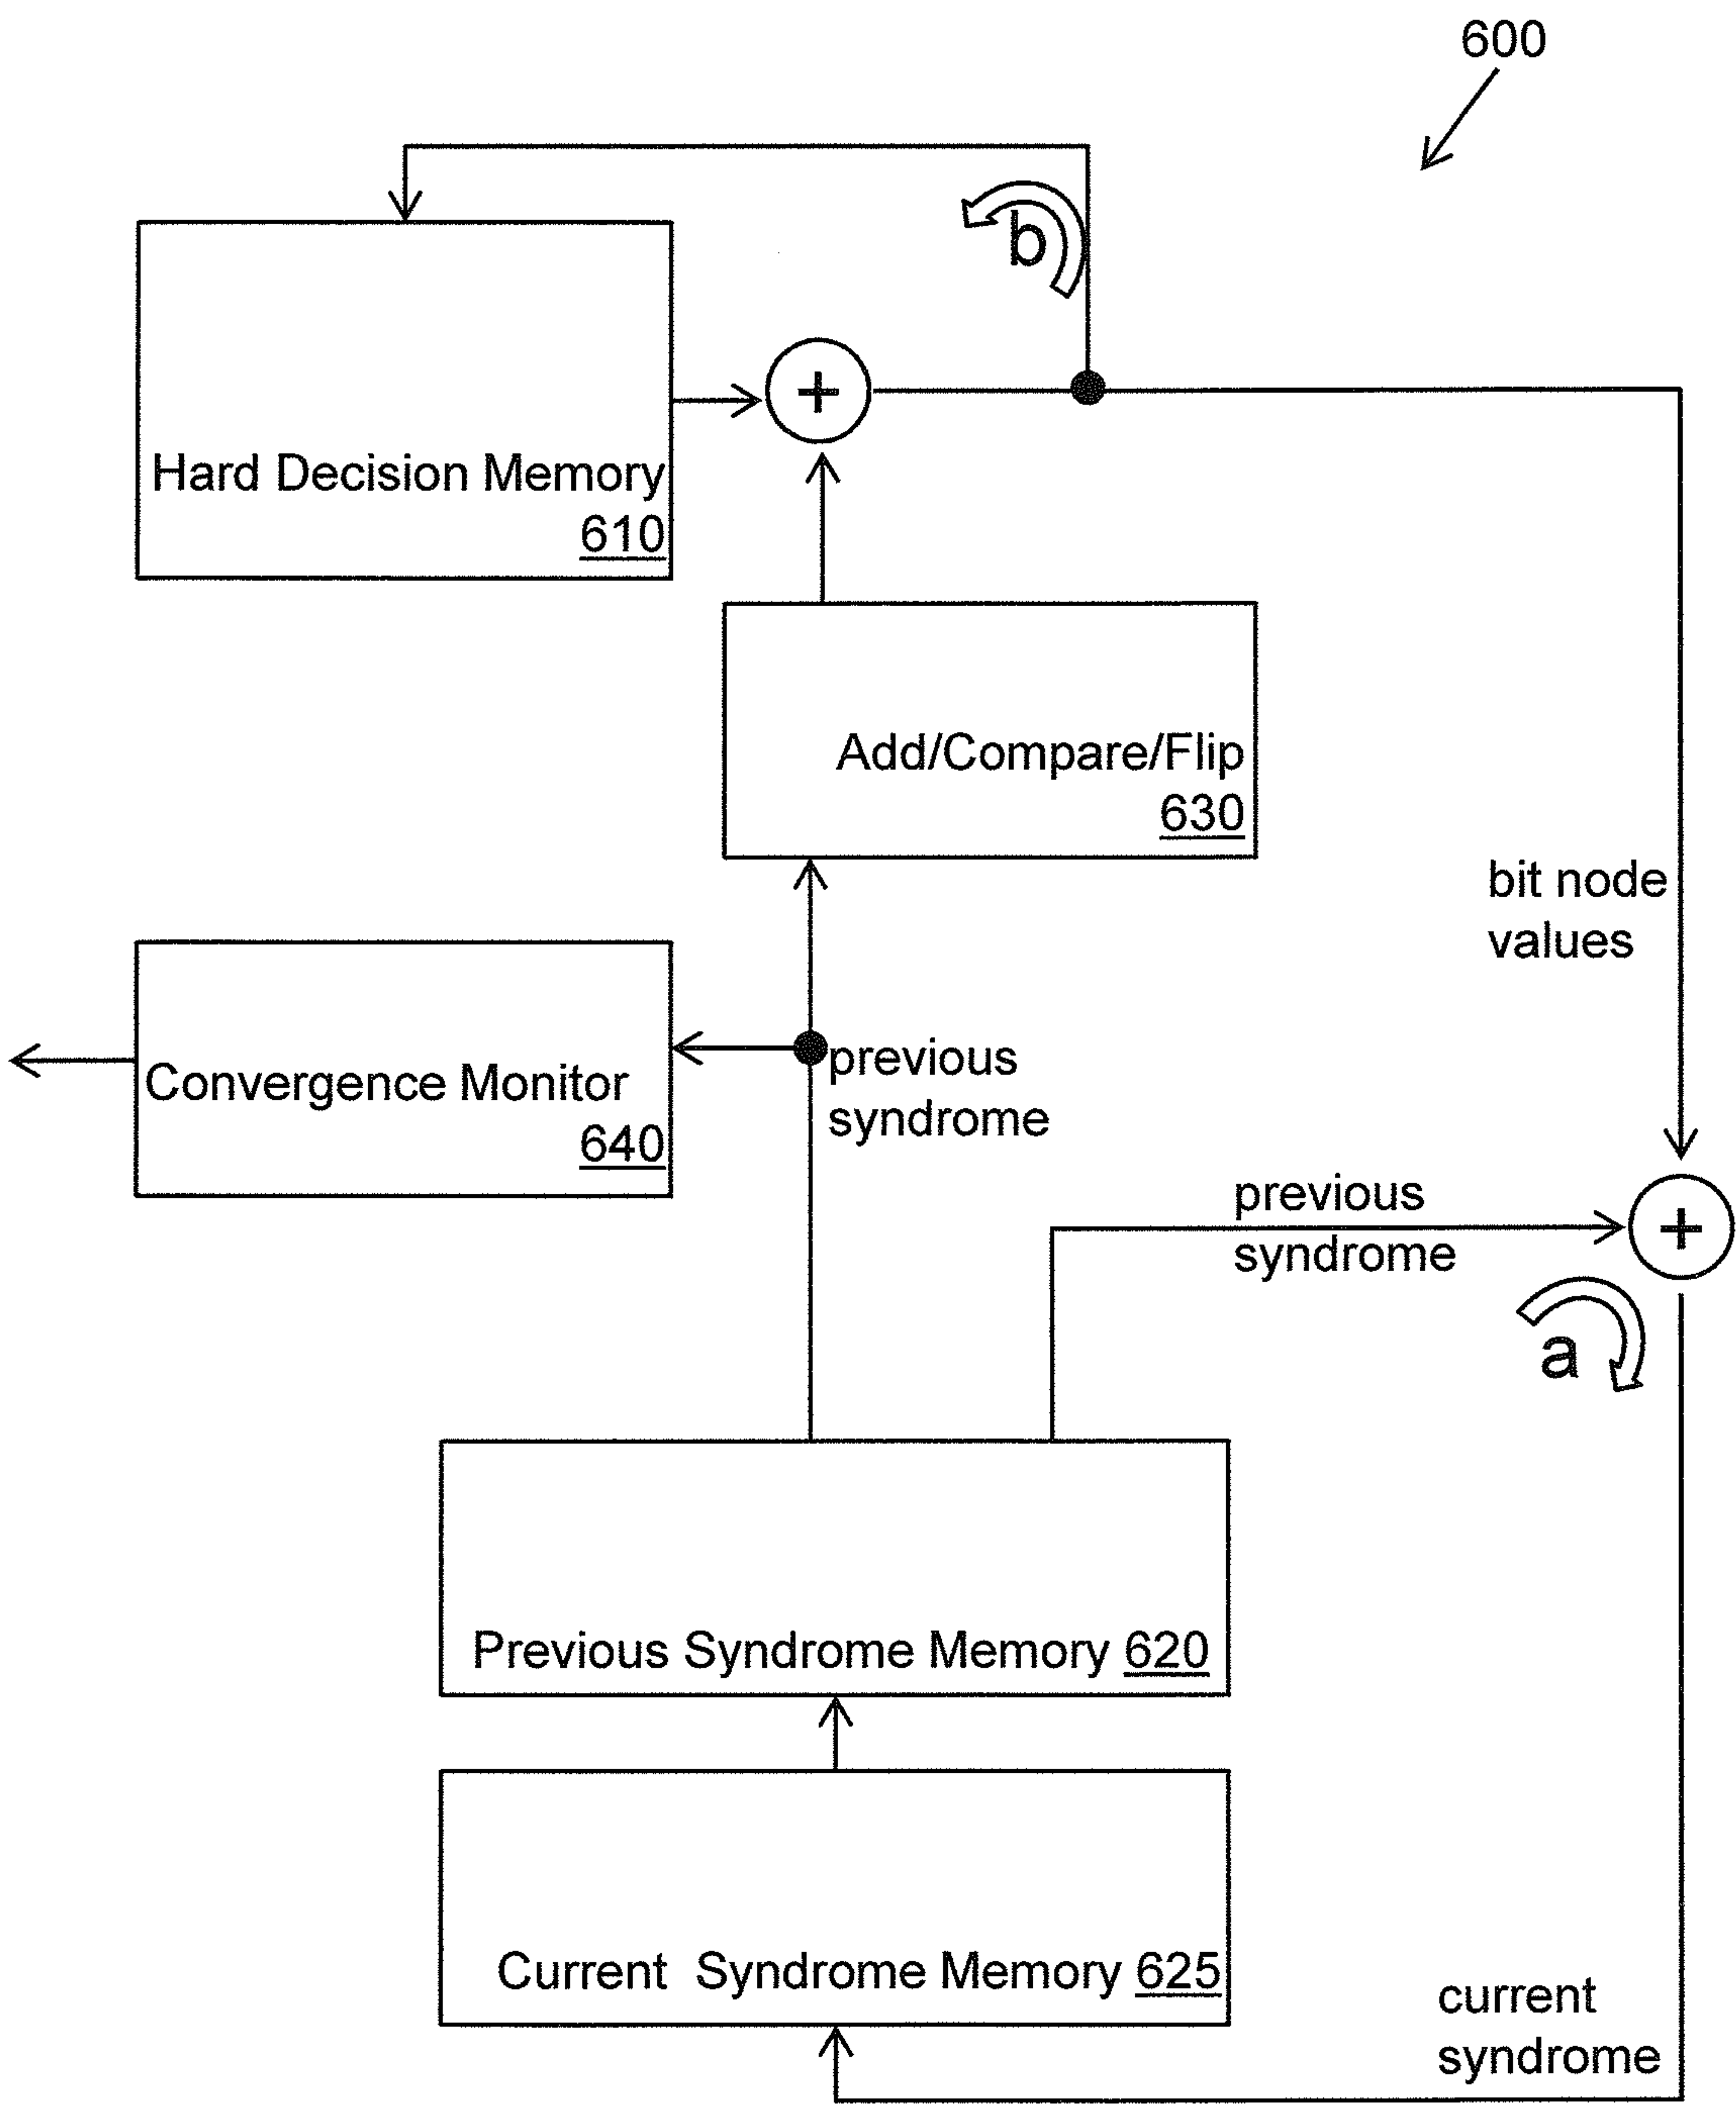 600
b
+
Hard Decision Memory
610
Add/Compare/Flip
630
bit node
values
Convergence Monitor
640
previous
syndrome
previous
syndrome
+
a
Previous Syndrome Memory 620
Current Syndrome Memory 625
current
syndrome